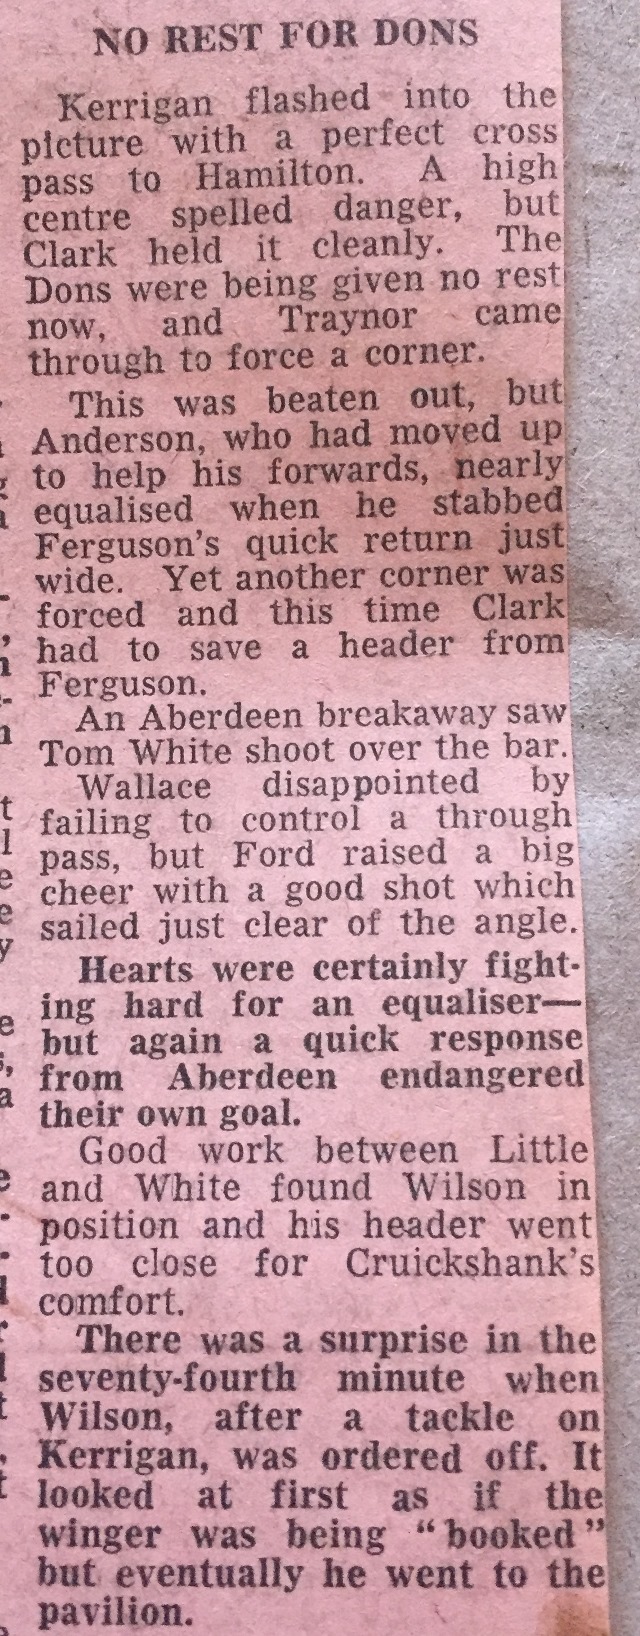 NO REST FOR DONS
Kerrigan flashed into the
picture with a perfect cross
pass to Hamilton. A high
centre spelled danger, but
Clark held it cleanly. The
Dons were being given no rest
now, and Traynor came
through to force a corner.
This was beaten out, but
Anderson, who had moved up
to help his forwards, nearly
equalised when he stabbed
Ferguson's quick return just
wide. Yet another corner was
forced and this time Clark
had to save a header from
Ferguson.
An Aberdeen breakaway saw
Tom White shoot over the bar.
Wallace disappointed by
failing to control a through
pass, but Ford raised a big
cheer with a good shot which
sailed just clear of the angle.
Hearts were certainly fight-
ing hard for an equaliser—
but again a quick response
from Aberdeen endangered
their own goal.
Good work between Little
and White found Wilson in
position and his header went
too close for Cruickshank's
comfort.
There was a surprise in the
seventy-fourth minute when
Wilson, after a tackle on
Kerrigan, was ordered off. It
looked at first as if the
winger was being "booked"
but eventually he went to the
pavilion.